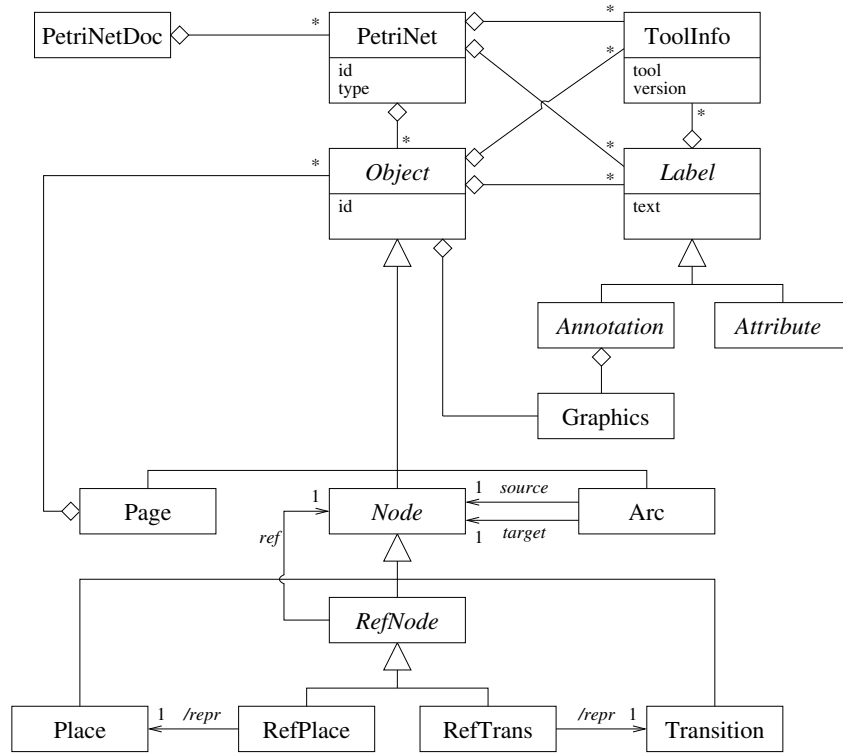 PetriNetDoc
*
PetriNet
id
type
*
ToolInfo
tool
version
*
*
*
*
*
*
Object
id
*
Label
text
Annotation
Attribute
Graphics
Page
1
Node
1
source
Arc
1
target
ref
RefNode
Place
1
/repr
RefPlace
RefTrans
/repr
1
Transition